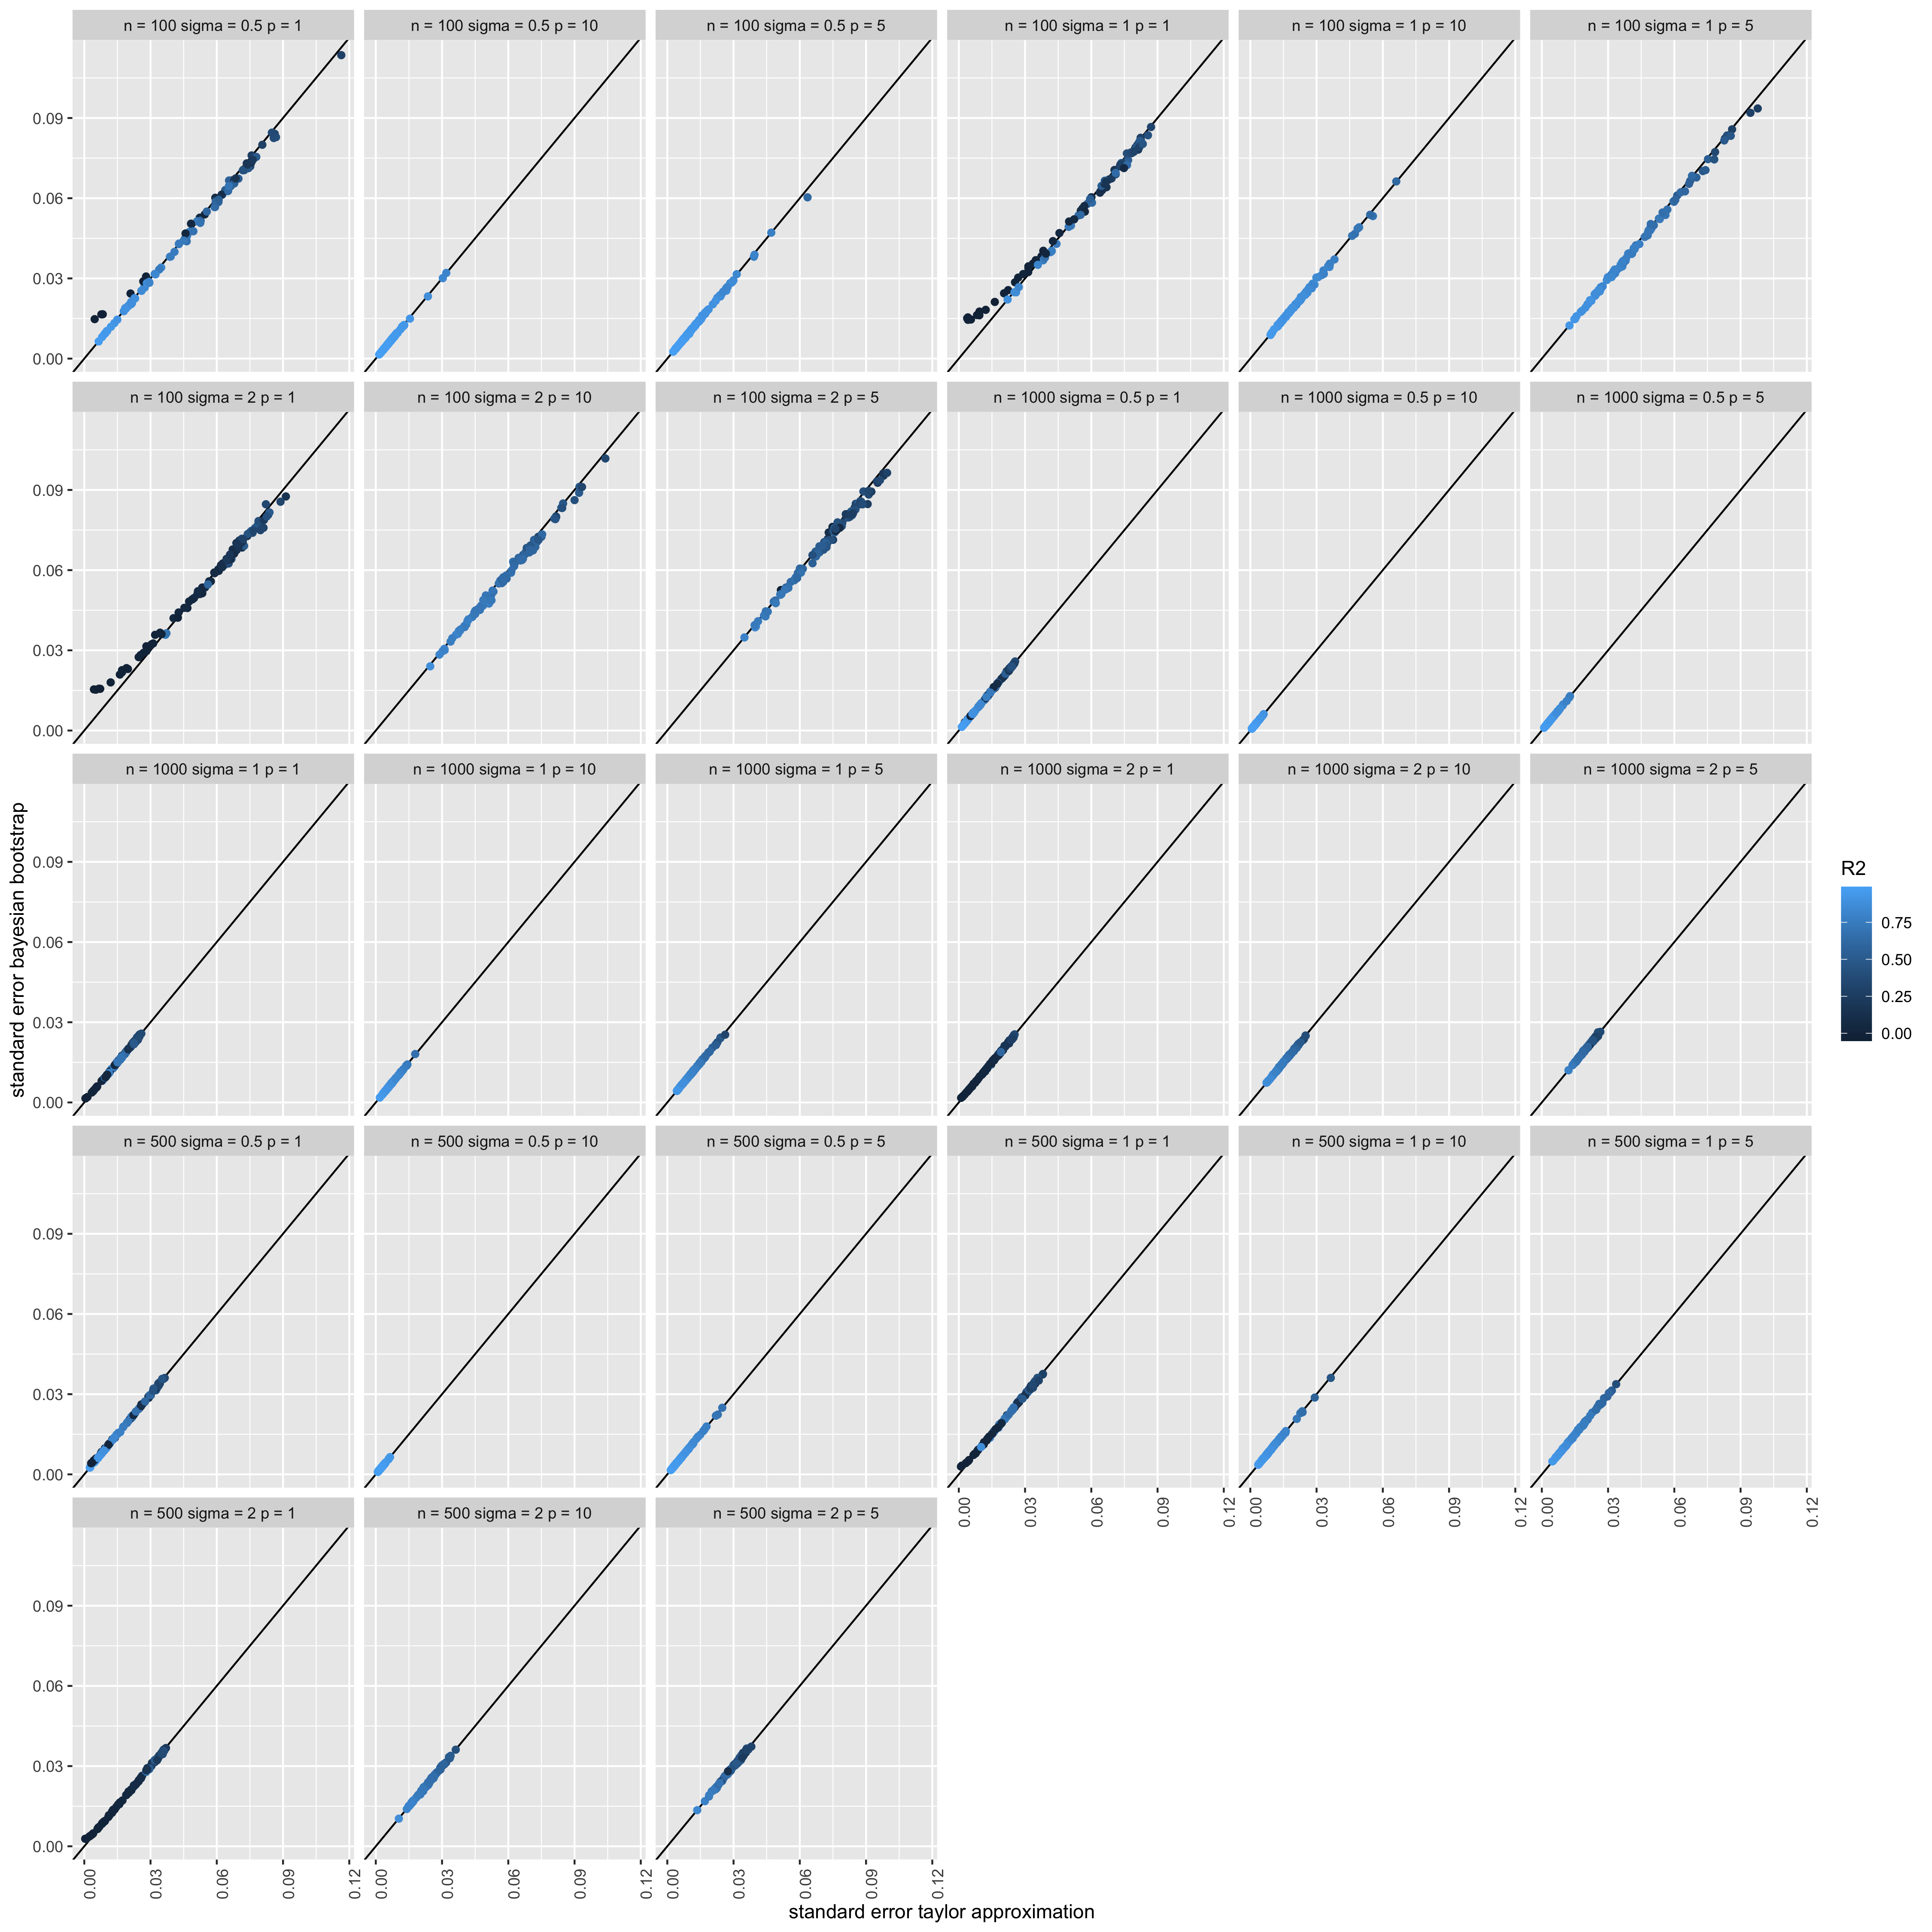 n = 100 sigma = 0.5 p = 1
n = 100 sigma = 0.5 p = 10
n = 100 sigma = 0.5 p = 5
n = 100 sigma = 1 p = 1
n = 100 sigma = 1 p = 10
n = 100 sigma = 1 p = 5
0.09
0.06
0.03
0.00
n = 100 sigma = 2 p = 1
n = 100 sigma = 2 p = 10
n = 100 sigma = 2 p = 5
n = 1000 sigma = 0.5 p = 1
n = 1000 sigma = 0.5 p = 10
n = 1000 sigma = 0.5 p = 5
0.09
0.06
0.03
0.00
n = 1000 sigma = 1 p = 1
n = 1000 sigma = 1 p = 10
n = 1000 sigma = 1 p = 5
n = 1000 sigma = 2 p = 1
n = 1000 sigma = 2 p = 10
n = 1000 sigma = 2 p = 5
0.09
0.06
0.03
0.00
standard error bayesian bootstrap
R2
0.75
0.50
0.25
0.00
n = 500 sigma = 0.5 p = 1
n = 500 sigma = 0.5 p = 10
n = 500 sigma = 0.5 p = 5
n = 500 sigma = 1 p = 1
n = 500 sigma = 1 p = 10
n = 500 sigma = 1 p = 5
0.09
0.06
0.03
0.00
0.00 0.03 0.06 0.09 0.12
0.00 0.03 0.06 0.09 0.12
0.00 0.03 0.06 0.09 0.12
n = 500 sigma = 2 p = 1
n = 500 sigma = 2 p = 10
n = 500 sigma = 2 p = 5
0.09
0.06
0.03
0.00
0.00 0.03 0.06 0.09 0.12
0.00 0.03 0.06 0.09 0.12
0.00 0.03 0.06 0.09 0.12
standard error taylor approximation